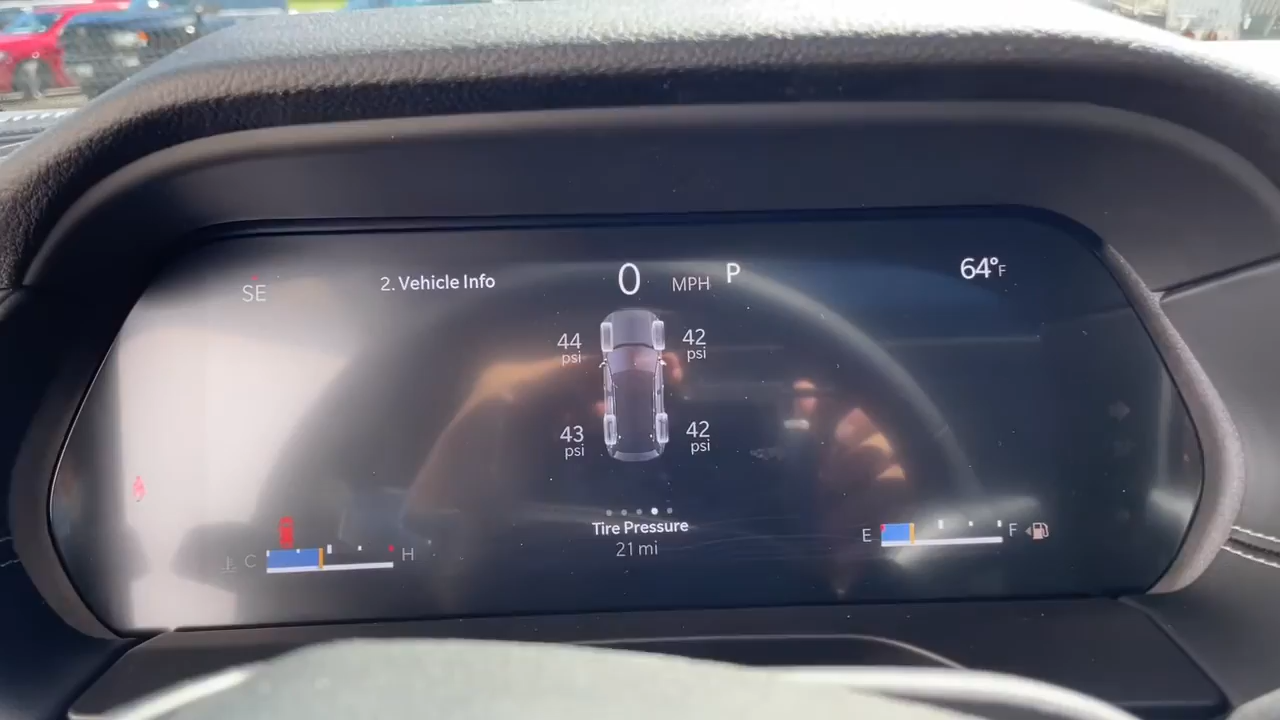 SE
2. Vehicle Info
0 MPH P
64°F
44 psi
42 psi
43 psi
42 psi
Tire Pressure
21 mi
C H
E F